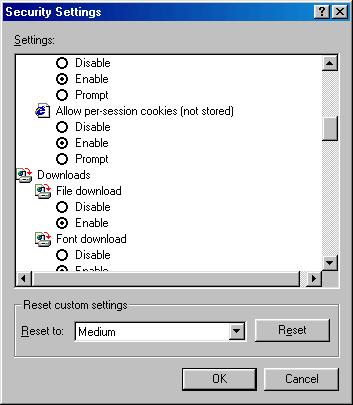 Security Settings
Settings:
Disable
Enable
Prompt
Allow per-session cookies (not stored)
Disable
Enable
Prompt
Downloads
File download
Disable
Enable
Font download
Disable
Enable
Reset custom settings
Reset to: Medium Reset
OK Cancel